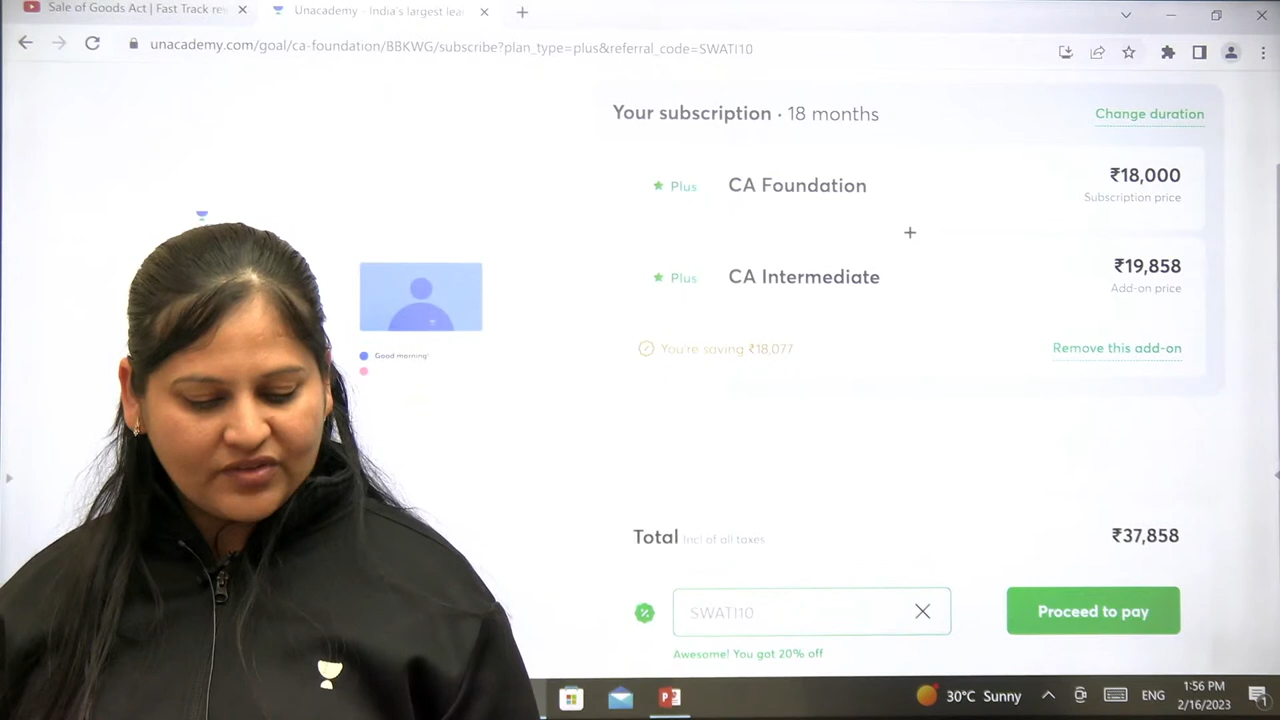 Sale of Goods Act | Fast Track re
Unacademy - India's largest lea
unacademy.com/goal/ca-foundation/BBKWG/subscribe?plan_type=plus&referral_code=SWATI10
Your subscription · 18 months
Change duration
Plus
CA Foundation
₹18,000
Subscription price
+
Plus
CA Intermediate
₹19,858
Add-on price
You're saving ₹18,077
Remove this add-on
Good morning!
Total Incl of all taxes
₹37,858
SWATI10
Proceed to pay
Awesome! You got 20% off
30°C Sunny
ENG
1:56 PM
2/16/2023
1